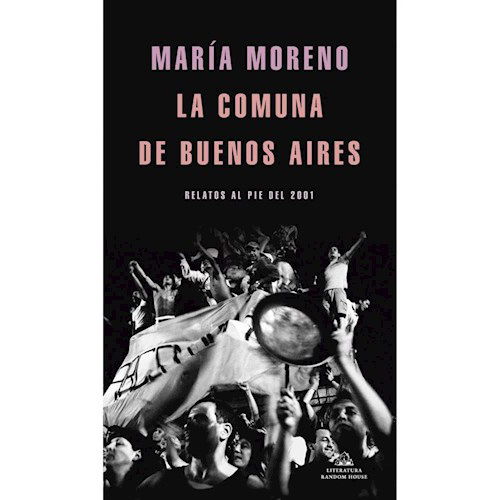 MARÍA MORENO
LA COMUNA
DE BUENOS AIRES
RELATOS AL PIE DEL 2001
LITERATURA
RANDOM HOUSE